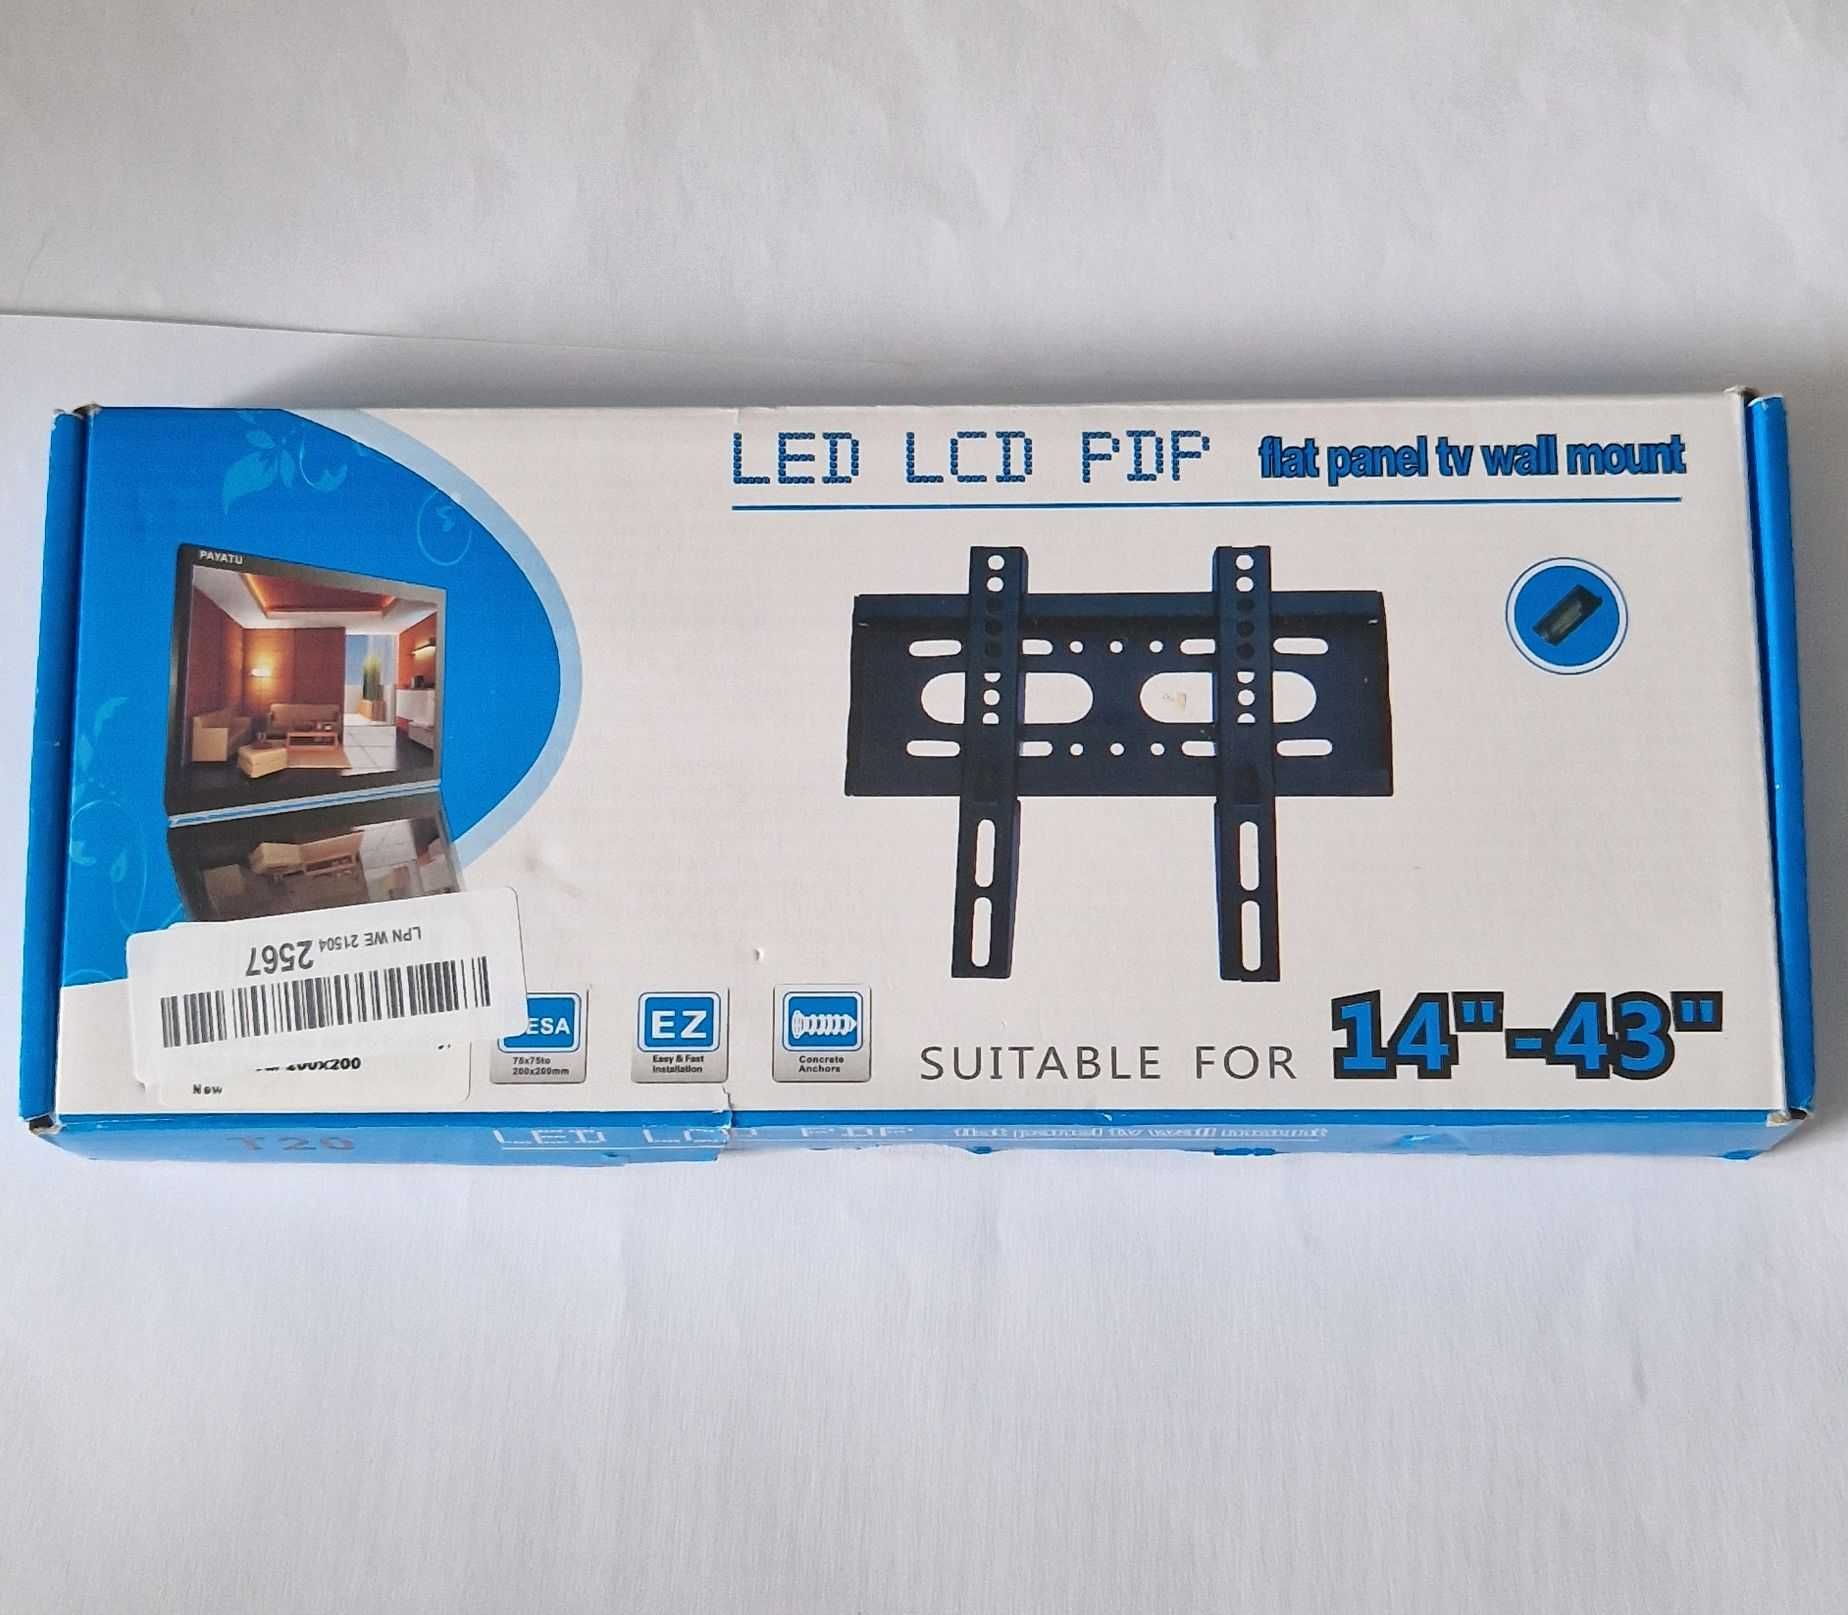 LED LCD PDP flat panel tv wall mount
PAYATU
LPN WE 21504 2567
200x200
New
ESA
75x75to
200x200mm
EZ
Easy & Fast
Installation
Concrete
Anchors
SUITABLE FOR 14"-43"
T20 LED LCD PDP flat panel tv wall mount